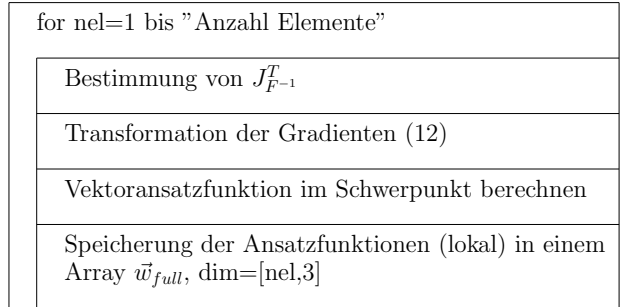 for nel=1 bis ”Anzahl Elemente”
Bestimmung von $J_{F^{-1}}^T$
Transformation der Gradienten (12)
Vektoransatzfunktion im Schwerpunkt berechnen
Speicherung der Ansatzfunktionen (lokal) in einem
Array $\vec{w}_{full}$, dim=[nel,3]